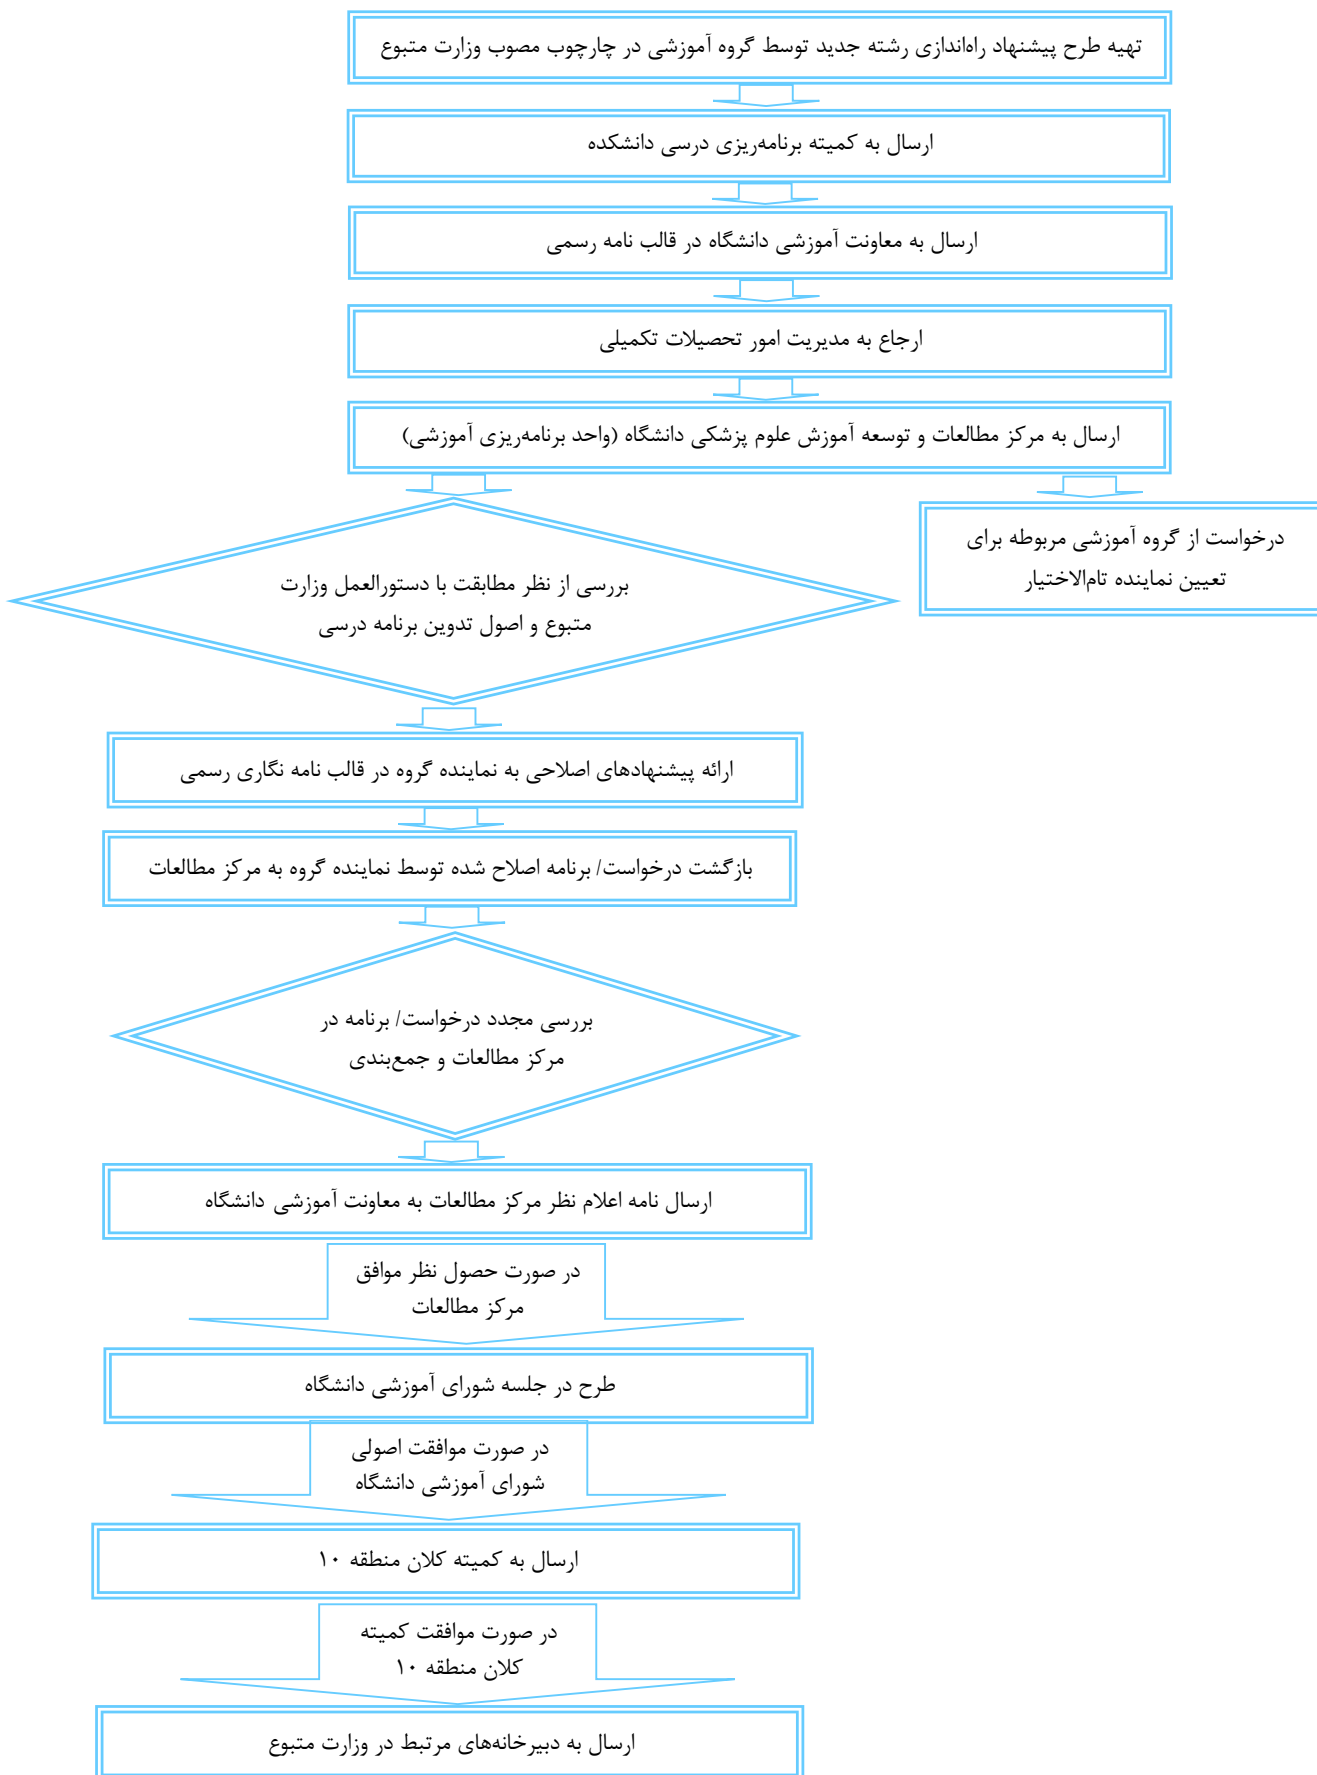 تهیه طرح پیشنهاد راه‌اندازی رشته جدید توسط گروه آموزشی در چارچوب مصوب وزارت متبوع
ارسال به کمیته برنامه‌ریزی درسی دانشکده
ارسال به معاونت آموزشی دانشگاه در قالب نامه رسمی
ارجاع به مدیریت امور تحصیلات تکمیلی
ارسال به مرکز مطالعات و توسعه آموزش علوم پزشکی دانشگاه (واحد برنامه‌ریزی آموزشی)
درخواست از گروه آموزشی مربوطه برای
تعیین نماینده تام‌الاختیار
بررسی از نظر مطابقت با دستورالعمل وزارت
متبوع و اصول تدوین برنامه درسی
ارائه پیشنهادهای اصلاحی به نماینده گروه در قالب نامه نگاری رسمی
بازگشت درخواست/ برنامه اصلاح شده توسط نماینده گروه به مرکز مطالعات
بررسی مجدد درخواست/ برنامه در
مرکز مطالعات و جمع‌بندی
ارسال نامه اعلام نظر مرکز مطالعات به معاونت آموزشی دانشگاه
در صورت حصول نظر موافق
مرکز مطالعات
طرح در جلسه شورای آموزشی دانشگاه
در صورت موافقت اصولی
شورای آموزشی دانشگاه
ارسال به کمیته کلان منطقه ۱۰
در صورت موافقت کمیته
کلان منطقه ۱۰
ارسال به دبیرخانه‌های مرتبط در وزارت متبوع